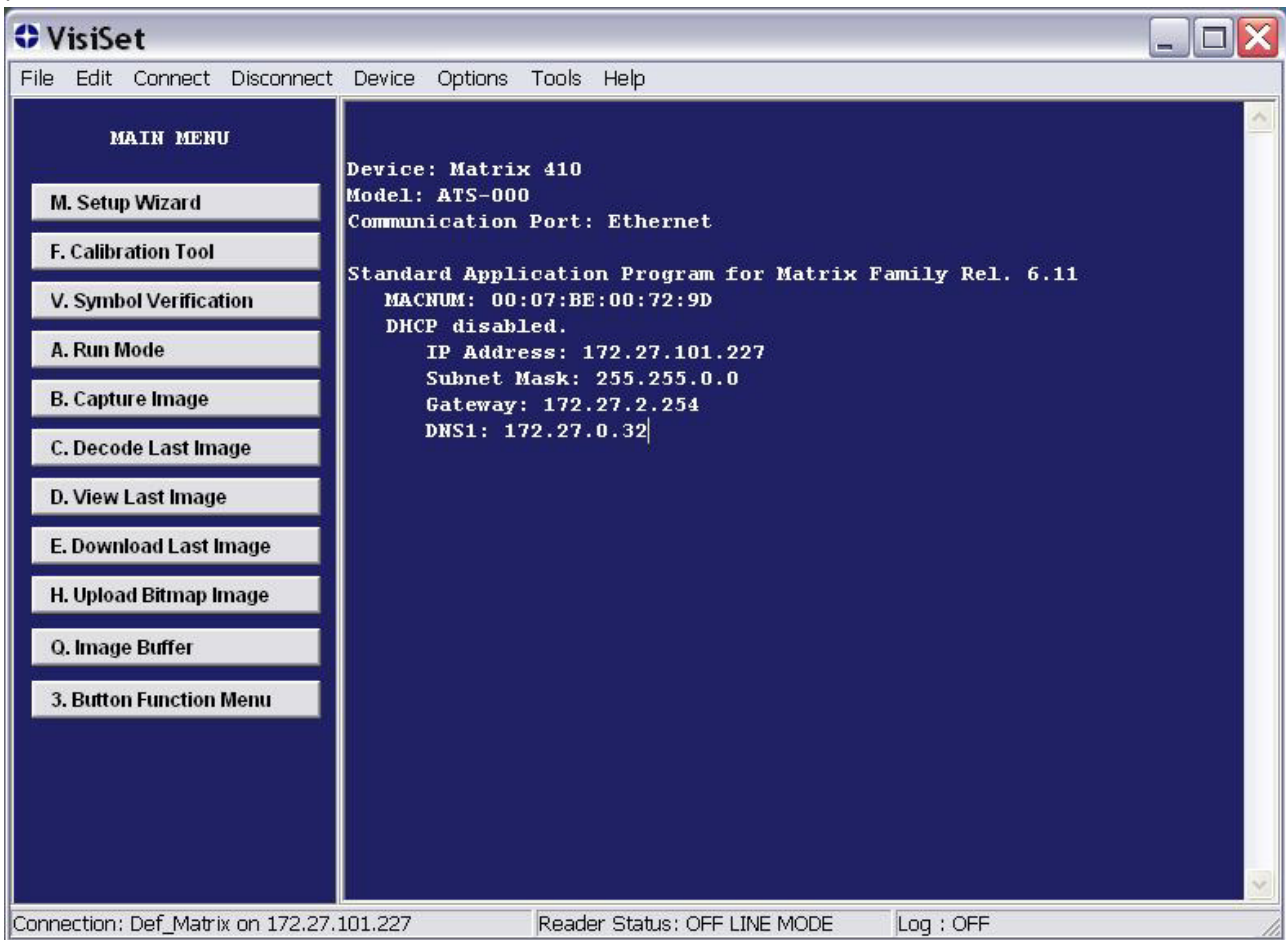 VisiSet
File Edit Connect Disconnect Device Options Tools Help
MAIN MENU
M. Setup Wizard
F. Calibration Tool
V. Symbol Verification
A. Run Mode
B. Capture Image
C. Decode Last Image
D. View Last Image
E. Download Last Image
H. Upload Bitmap Image
Q. Image Buffer
3. Button Function Menu
Device: Matrix 410
Model: ATS-000
Communication Port: Ethernet
Standard Application Program for Matrix Family Rel. 6.11
MACNUM: 00:07:BE:00:72:9D
DHCP disabled.
IP Address: 172.27.101.227
Subnet Mask: 255.255.0.0
Gateway: 172.27.2.254
DNS1: 172.27.0.32
Connection: Def_Matrix on 172.27.101.227 Reader Status: OFF LINE MODE Log : OFF